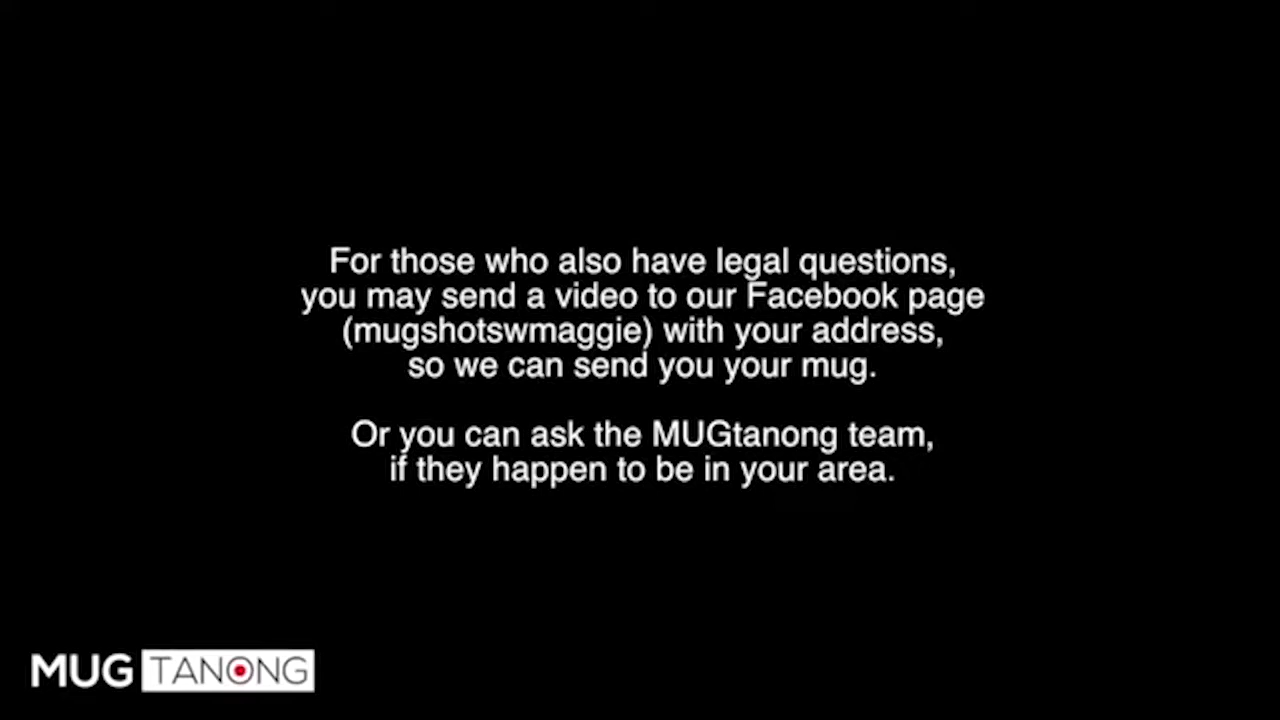 For those who also have legal questions,
you may send a video to our Facebook page
(mugshotswmaggie) with your address,
so we can send you your mug.
Or you can ask the MUGtanong team,
if they happen to be in your area.
MUG TANONG